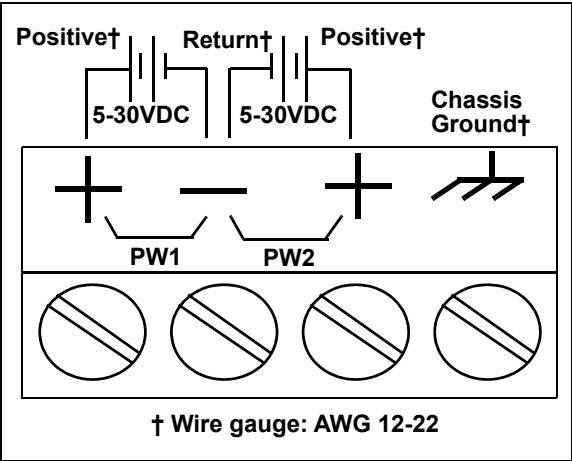 Positive† Return† Positive†
5-30VDC 5-30VDC
Chassis
Ground†
PW1 PW2
† Wire gauge: AWG 12-22